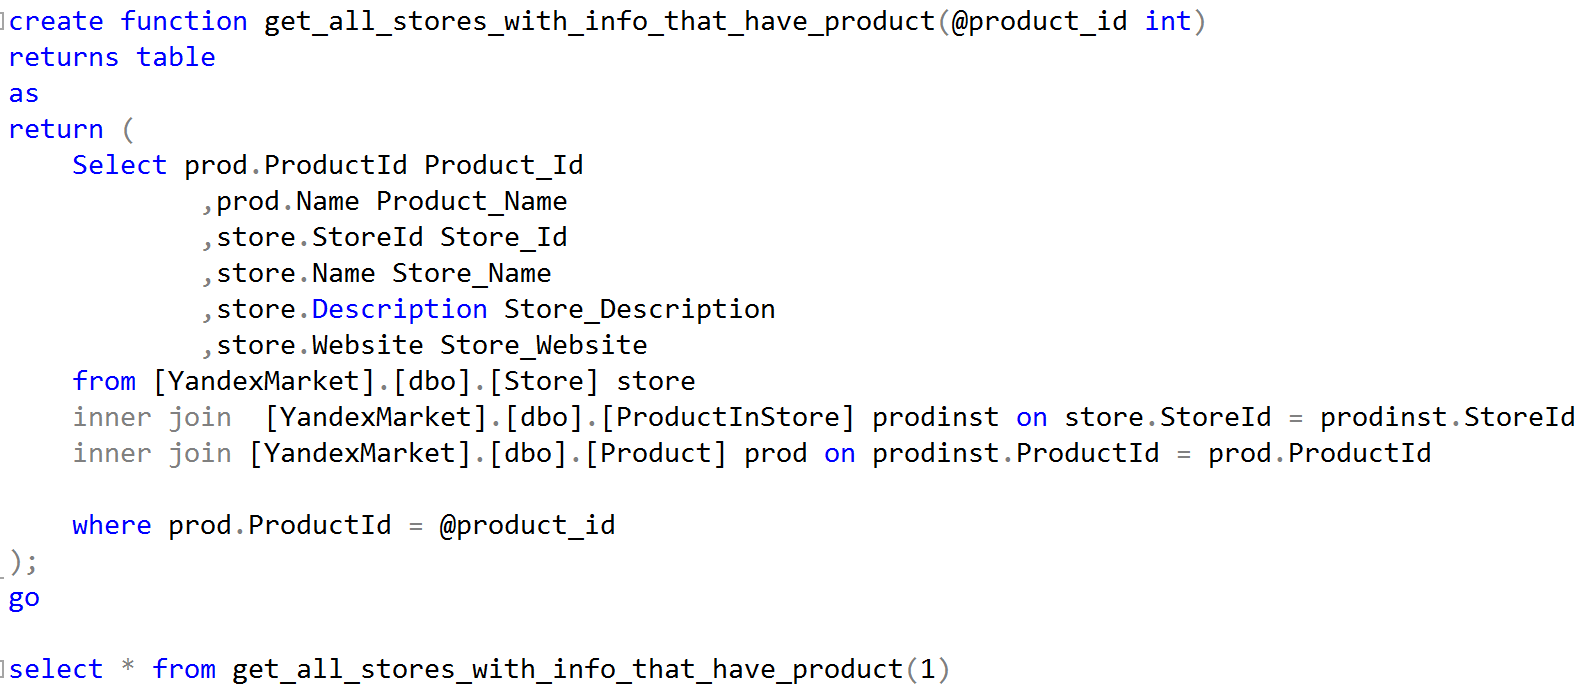 create function get_all_stores_with_info_that_have_product(@product_id int)
returns table
as
return (
    Select prod.ProductId Product_Id
            ,prod.Name Product_Name
            ,store.StoreId Store_Id
            ,store.Name Store_Name
            ,store.Description Store_Description
            ,store.Website Store_Website
    from [YandexMarket].[dbo].[Store] store
    inner join  [YandexMarket].[dbo].[ProductInStore] prodinst on store.StoreId = prodinst.StoreId
    inner join [YandexMarket].[dbo].[Product] prod on prodinst.ProductId = prod.ProductId

    where prod.ProductId = @product_id
);
go

select * from get_all_stores_with_info_that_have_product(1)